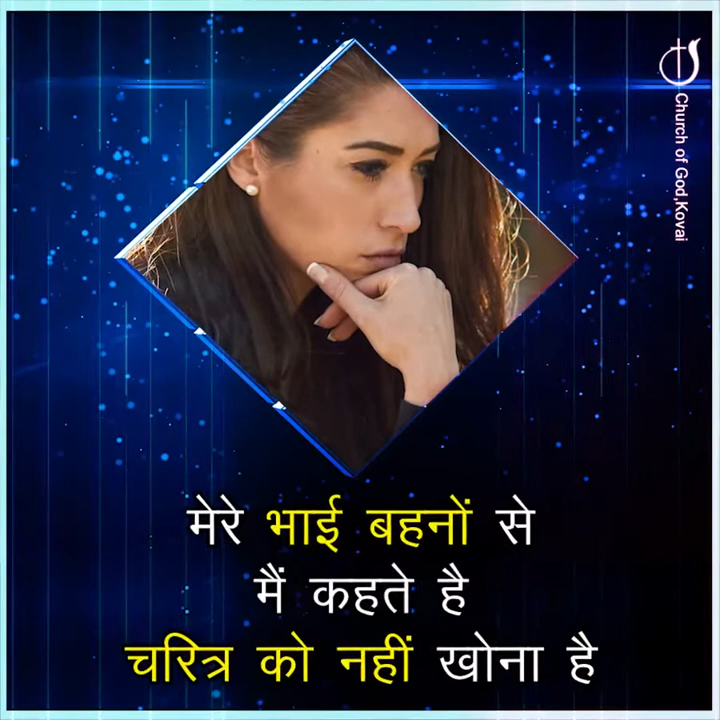 Church of God,Kovai
मेरे भाई बहनों से
मैं कहते है
चरित्र को नहीं खोना है